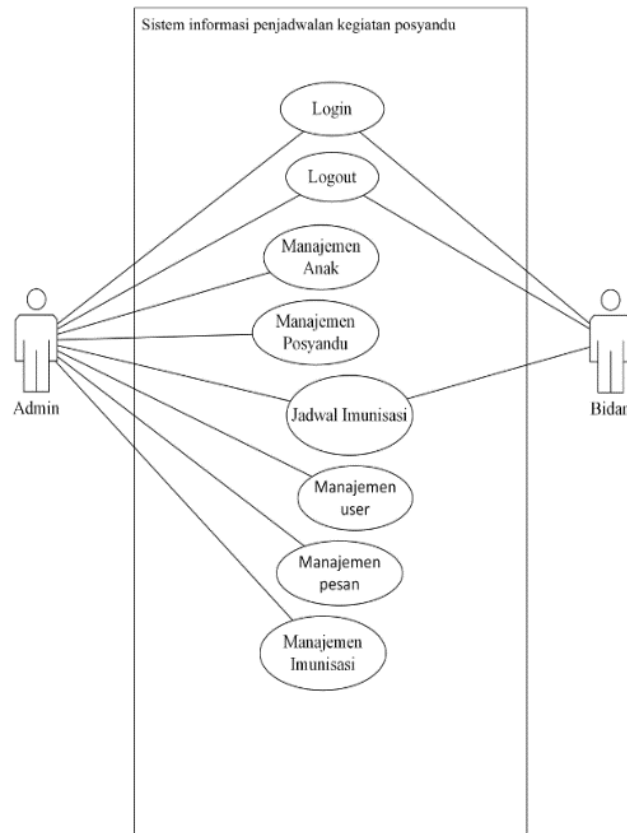 Sistem informasi penjadwalan kegiatan posyandu
Login
Logout
Manajemen
Anak
Manajemen
Posyandu
Admin
Jadwal Imunisasi
Bidan
Manajemen
user
Manajemen
pesan
Manajemen
Imunisasi